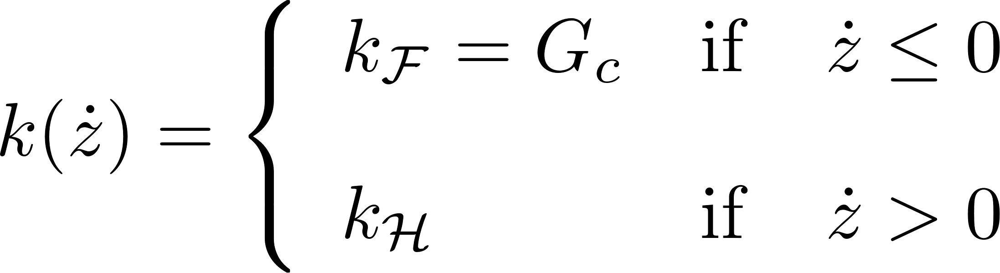 k_ℱ = G_c if ż ≤ 0
k(ż) = {
k_ℋ if ż > 0